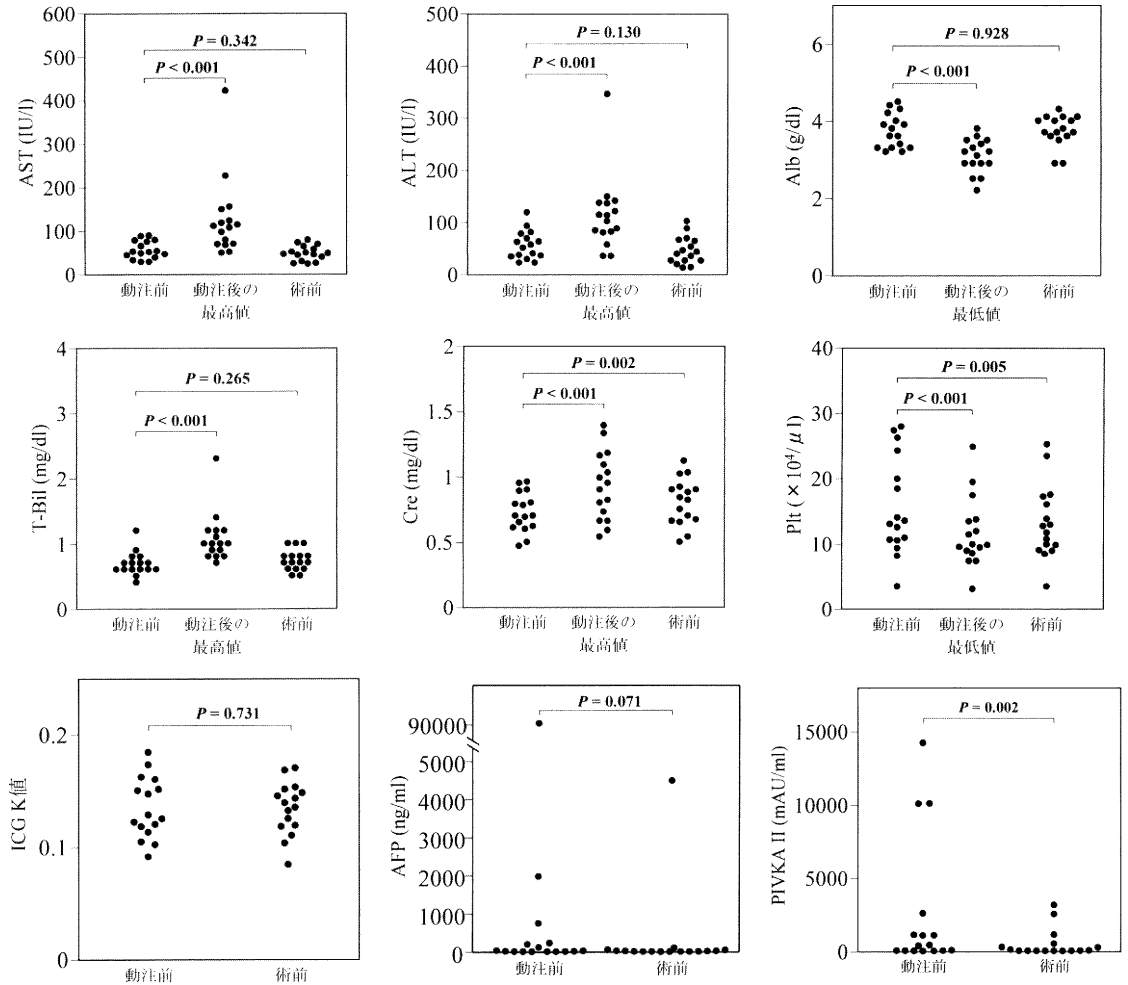 AST (IU/l)
600
500
400
300
200
100
0
P = 0.342
P < 0.001
動注前
動注後の
最高値
術前
ALT (IU/l)
500
400
300
200
100
0
P = 0.130
P < 0.001
動注前
動注後の
最高値
術前
Alb (g/dl)
6
4
2
0
P = 0.928
P < 0.001
動注前
動注後の
最低値
術前
T-Bil (mg/dl)
4
3
2
1
0
P = 0.265
P < 0.001
動注前
動注後の
最高値
術前
Cre (mg/dl)
2
1.5
1
0.5
0
P = 0.002
P < 0.001
動注前
動注後の
最高値
術前
Plt (×10⁴/μl)
40
30
20
10
0
P = 0.005
P < 0.001
動注前
動注後の
最低値
術前
ICG K値
0.2
0.1
0
P = 0.731
動注前
術前
AFP (ng/ml)
90000
5000
4000
3000
2000
1000
0
P = 0.071
動注前
術前
PIVKA II (mAU/ml)
15000
10000
5000
0
P = 0.002
動注前
術前